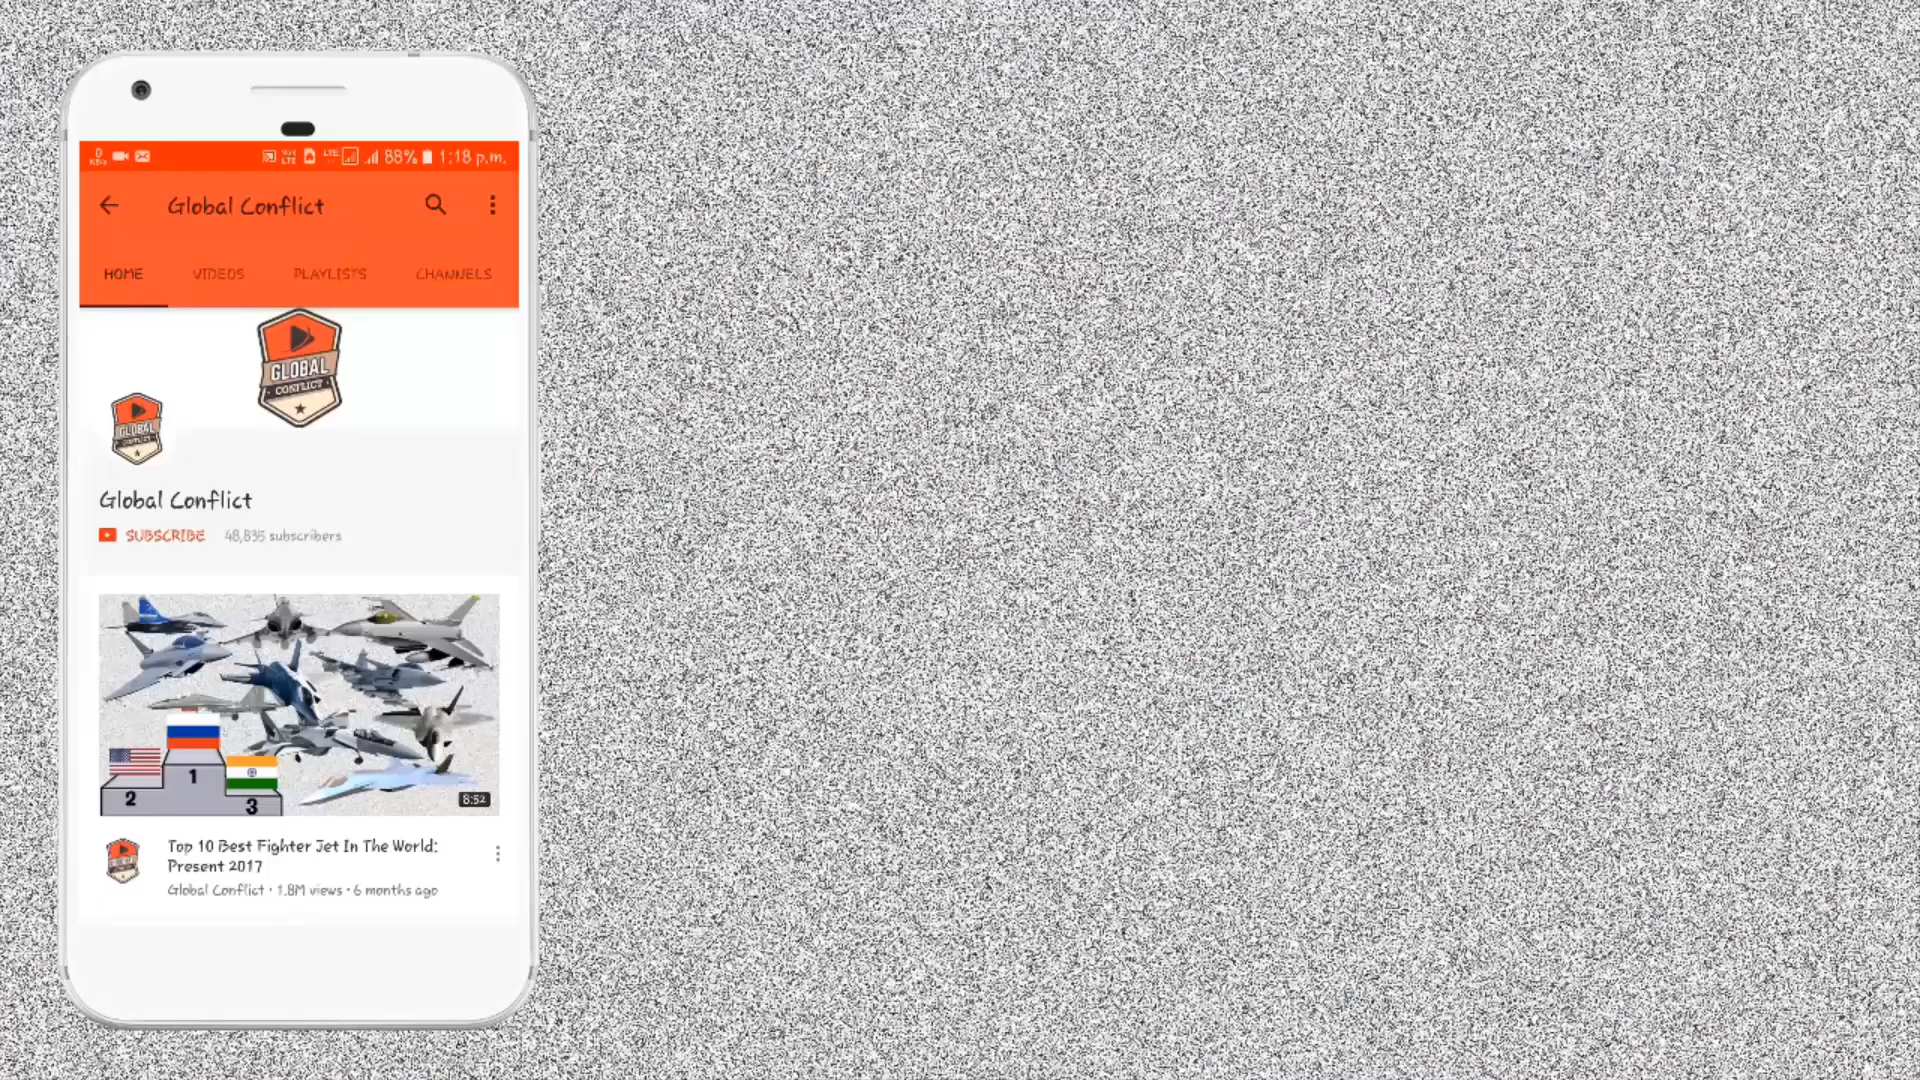 88% 1:18 p.m.
Global Conflict
HOME VIDEOS PLAYLISTS CHANNELS
GLOBAL
CONFLICT
GLOBAL
CONFLICT
Global Conflict
SUBSCRIBE 48,835 subscribers
1
2
3
8:52
Top 10 Best Fighter Jet In The World:
Present 2017
Global Conflict • 1.8M views • 6 months ago